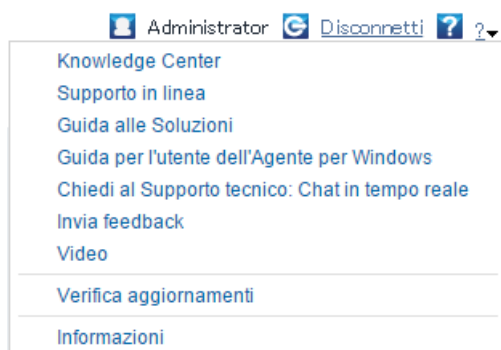 Administrator Disconnetti ?
Knowledge Center
Supporto in linea
Guida alle Soluzioni
Guida per l'utente dell'Agente per Windows
Chiedi al Supporto tecnico: Chat in tempo reale
Invia feedback
Video
Verifica aggiornamenti
Informazioni